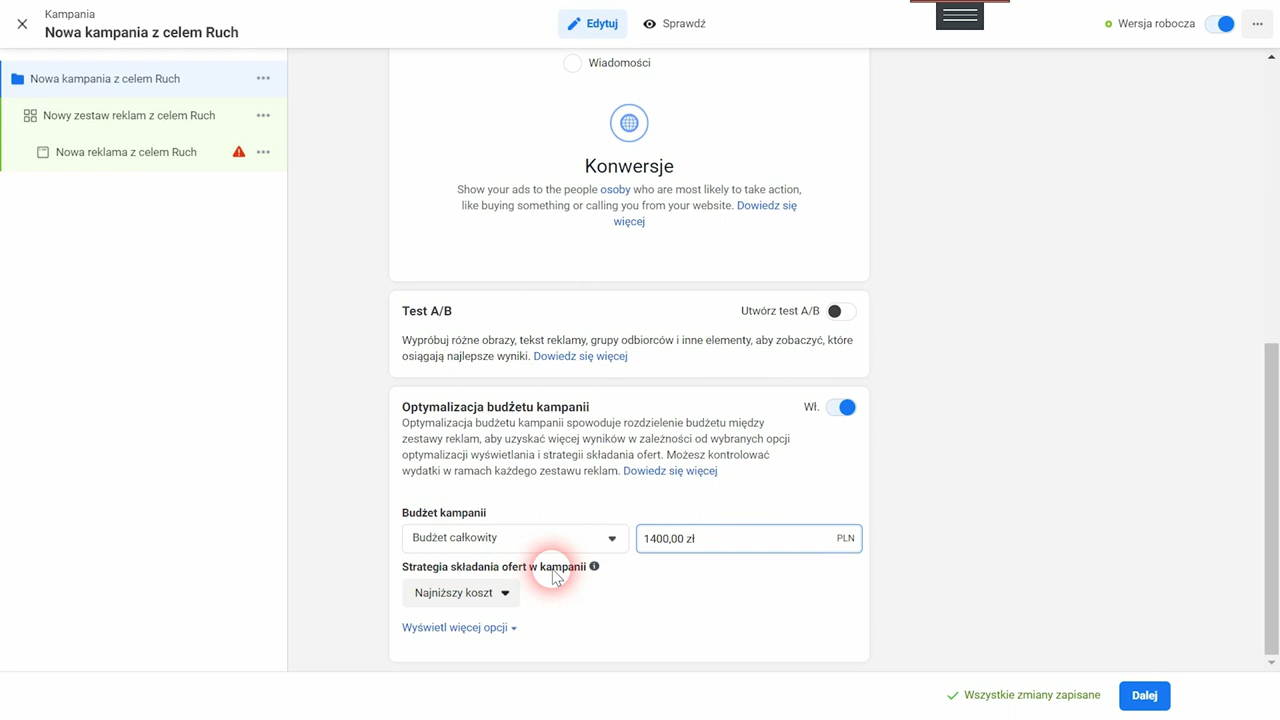 Kampania
Nowa kampania z celem Ruch
Edytuj
Sprawdź
Wersja robocza
Nowa kampania z celem Ruch
Nowy zestaw reklam z celem Ruch
Nowa reklama z celem Ruch
Wiadomości
Konwersje
Show your ads to the people osoby who are most likely to take action,
like buying something or calling you from your website. Dowiedz się
więcej
Test A/B
Utwórz test A/B
Wypróbuj różne obrazy, tekst reklamy, grupy odbiorców i inne elementy, aby zobaczyć, które
osiągają najlepsze wyniki. Dowiedz się więcej
Optymalizacja budżetu kampanii
Wł.
Optymalizacja budżetu kampanii spowoduje rozdzielenie budżetu między
zestawy reklam, aby uzyskać więcej wyników w zależności od wybranych opcji
optymalizacji wyświetlania i strategii składania ofert. Możesz kontrolować
wydatki w ramach każdego zestawu reklam. Dowiedz się więcej
Budżet kampanii
Budżet całkowity
1400,00 zł
PLN
Strategia składania ofert w kampanii
Najniższy koszt
Wyświetl więcej opcji
Wszystkie zmiany zapisane
Dalej